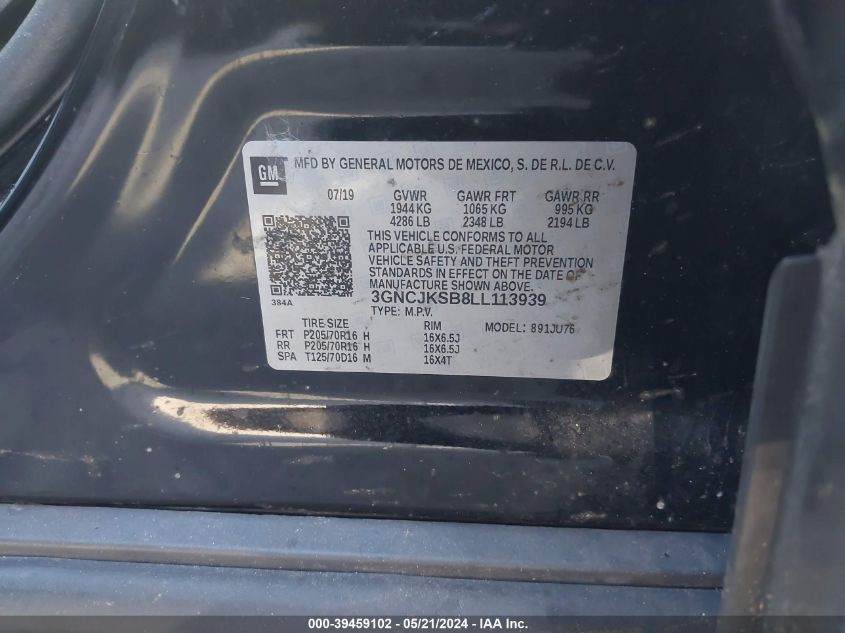 GM MFD BY GENERAL MOTORS DE MEXICO, S. DE R.L. DE C.V.
07/19 GVWR GAWR FRT GAWR RR
1944 KG 1065 KG 995 KG
4286 LB 2348 LB 2194 LB
THIS VEHICLE CONFORMS TO ALL
APPLICABLE U.S. FEDERAL MOTOR
VEHICLE SAFETY AND THEFT PREVENTION
STANDARDS IN EFFECT ON THE DATE OF
MANUFACTURE SHOWN ABOVE.
384A 3GNCJKSB8LL113939
TYPE: M.P.V.
TIRE-SIZE RIM MODEL: 891JU76
FRT P205/70R16 H 16X6.5J
RR P205/70R16 H 16X6.5J
SPA T125/70D16 M 16X4T
000-39459102 - 05/21/2024 - IAA Inc.